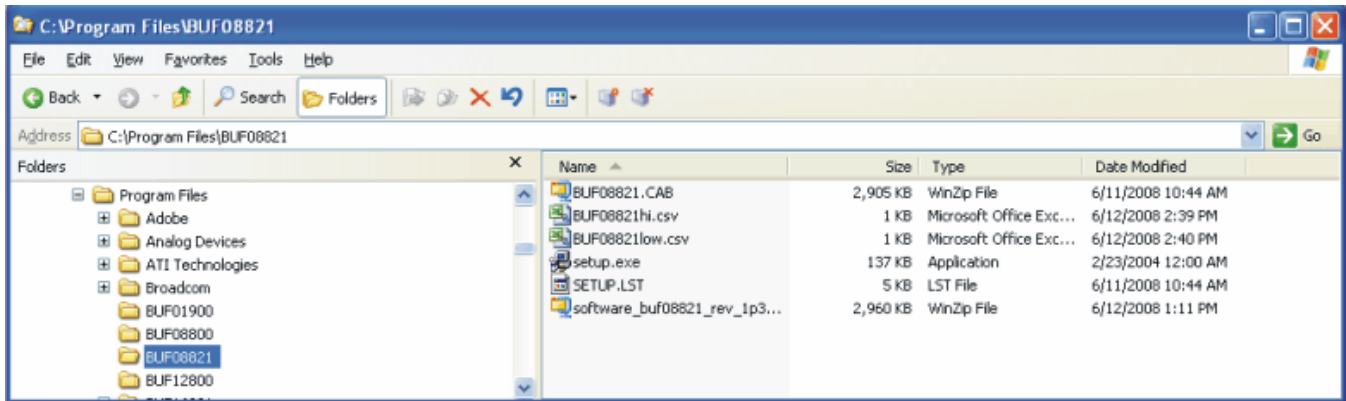 C:\Program Files\BUF08821
File Edit View Favorites Tools Help
Back Search Folders
Address C:\Program Files\BUF08821 Go
Folders X
Program Files
Adobe
Analog Devices
ATI Technologies
Broadcom
BUF01900
BUF08800
BUF08821
BUF12800
Name Size Type Date Modified
BUF08821.CAB 2,905 KB WinZip File 6/11/2008 10:44 AM
BUF08821hi.csv 1 KB Microsoft Office Exc... 6/12/2008 2:39 PM
BUF08821low.csv 1 KB Microsoft Office Exc... 6/12/2008 2:40 PM
setup.exe 137 KB Application 2/23/2004 12:00 AM
SETUP.LST 5 KB LST File 6/11/2008 10:44 AM
software_buf08821_rev_1p3... 2,960 KB WinZip File 6/12/2008 1:11 PM